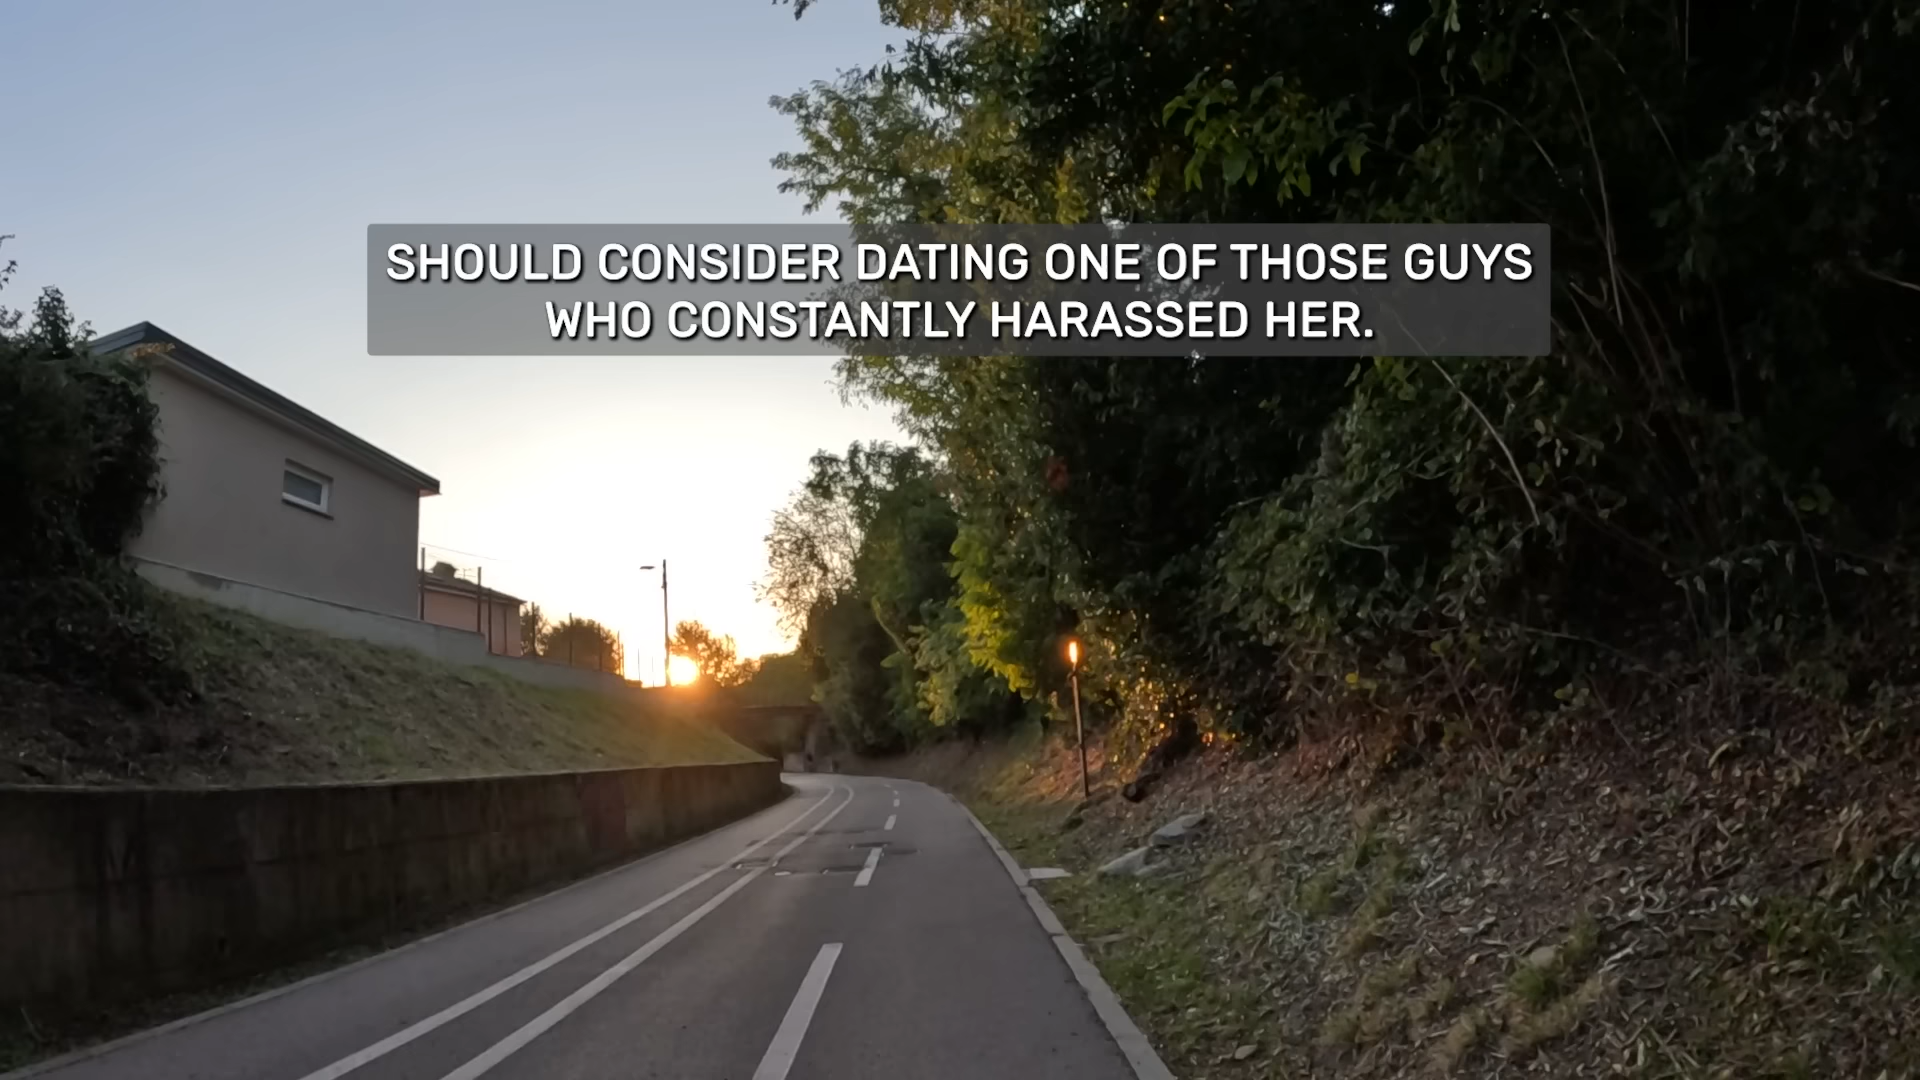 SHOULD CONSIDER DATING ONE OF THOSE GUYS
WHO CONSTANTLY HARASSED HER.